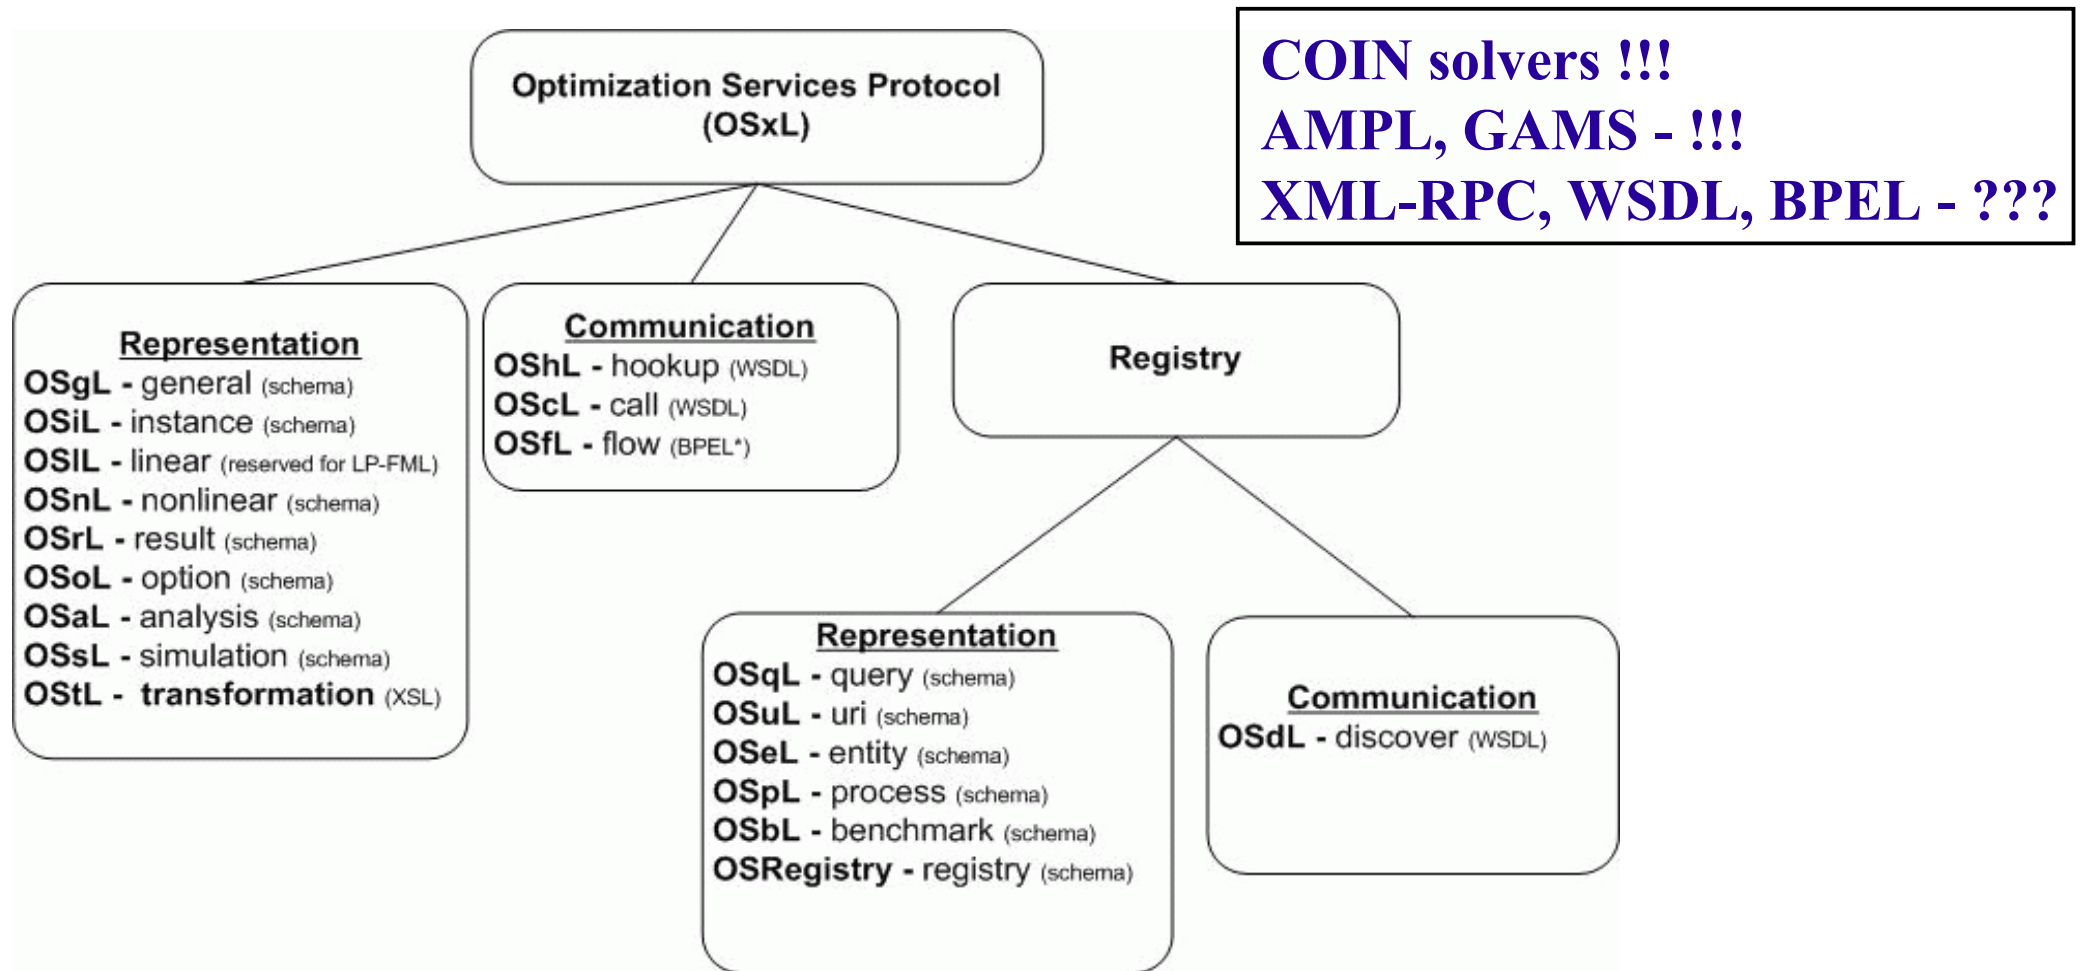 Optimization Services Protocol
(OSxL)
COIN solvers !!!
AMPL, GAMS - !!!
XML-RPC, WSDL, BPEL - ???
Representation
OSgL - general (schema)
OSiL - instance (schema)
OSlL - linear (reserved for LP-FML)
OSnL - nonlinear (schema)
OSrL - result (schema)
OSoL - option (schema)
OSaL - analysis (schema)
OSsL - simulation (schema)
OStL - transformation (XSL)
Communication
OShL - hookup (WSDL)
OScL - call (WSDL)
OSfL - flow (BPEL*)
Registry
Representation
OSqL - query (schema)
OSuL - uri (schema)
OSeL - entity (schema)
OSpL - process (schema)
OSbL - benchmark (schema)
OSRegistry - registry (schema)
Communication
OSdL - discover (WSDL)